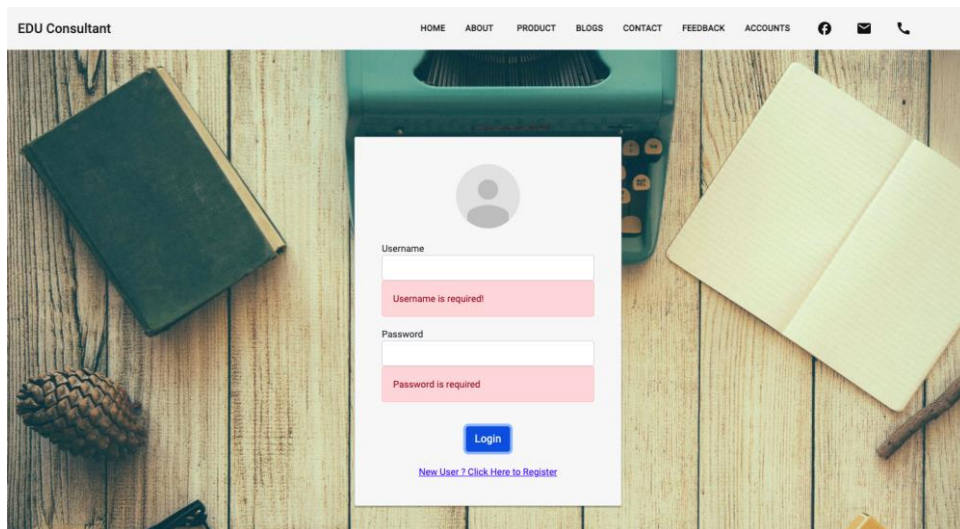 EDU Consultant
HOME ABOUT PRODUCT BLOGS CONTACT FEEDBACK ACCOUNTS
Username
Username is required!
Password
Password is required
Login
New User ? Click Here to Register